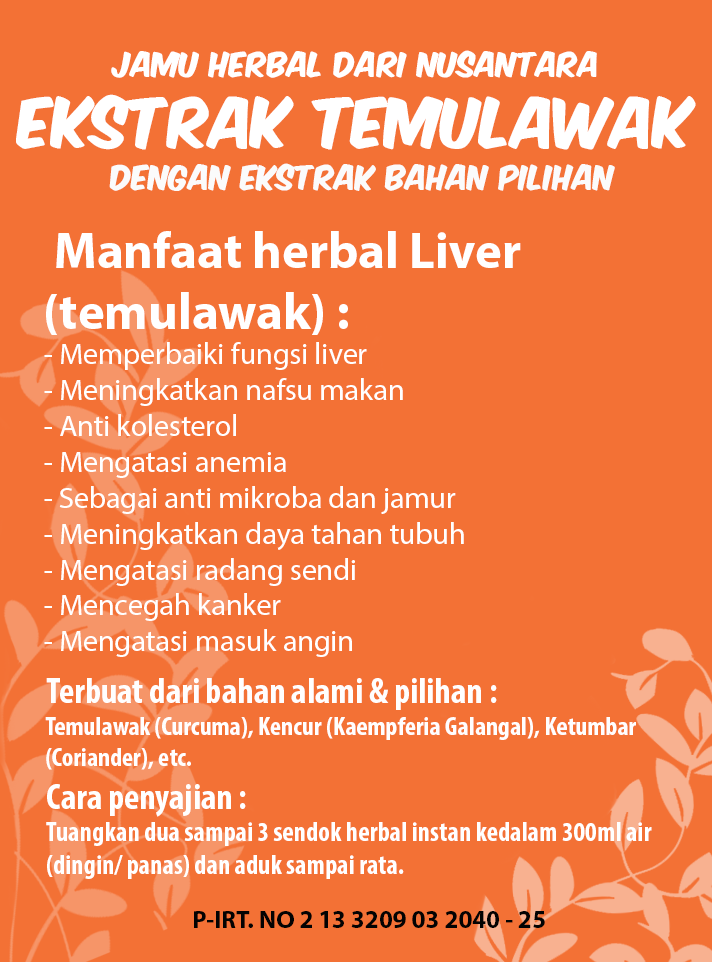 JAMU HERBAL DARI NUSANTARA
EKSTRAK TEMULAWAK
DENGAN EKSTRAK BAHAN PILIHAN
Manfaat herbal Liver
(temulawak) :
- Memperbaiki fungsi liver
- Meningkatkan nafsu makan
- Anti kolesterol
- Mengatasi anemia
- Sebagai anti mikroba dan jamur
- Meningkatkan daya tahan tubuh
- Mengatasi radang sendi
- Mencegah kanker
- Mengatasi masuk angin
Terbuat dari bahan alami & pilihan :
Temulawak (Curcuma), Kencur (Kaempferia Galangal), Ketumbar
(Coriander), etc.
Cara penyajian :
Tuangkan dua sampai 3 sendok herbal instan kedalam 300ml air
(dingin/ panas) dan aduk sampai rata.
P-IRT. NO 2 13 3209 03 2040 - 25